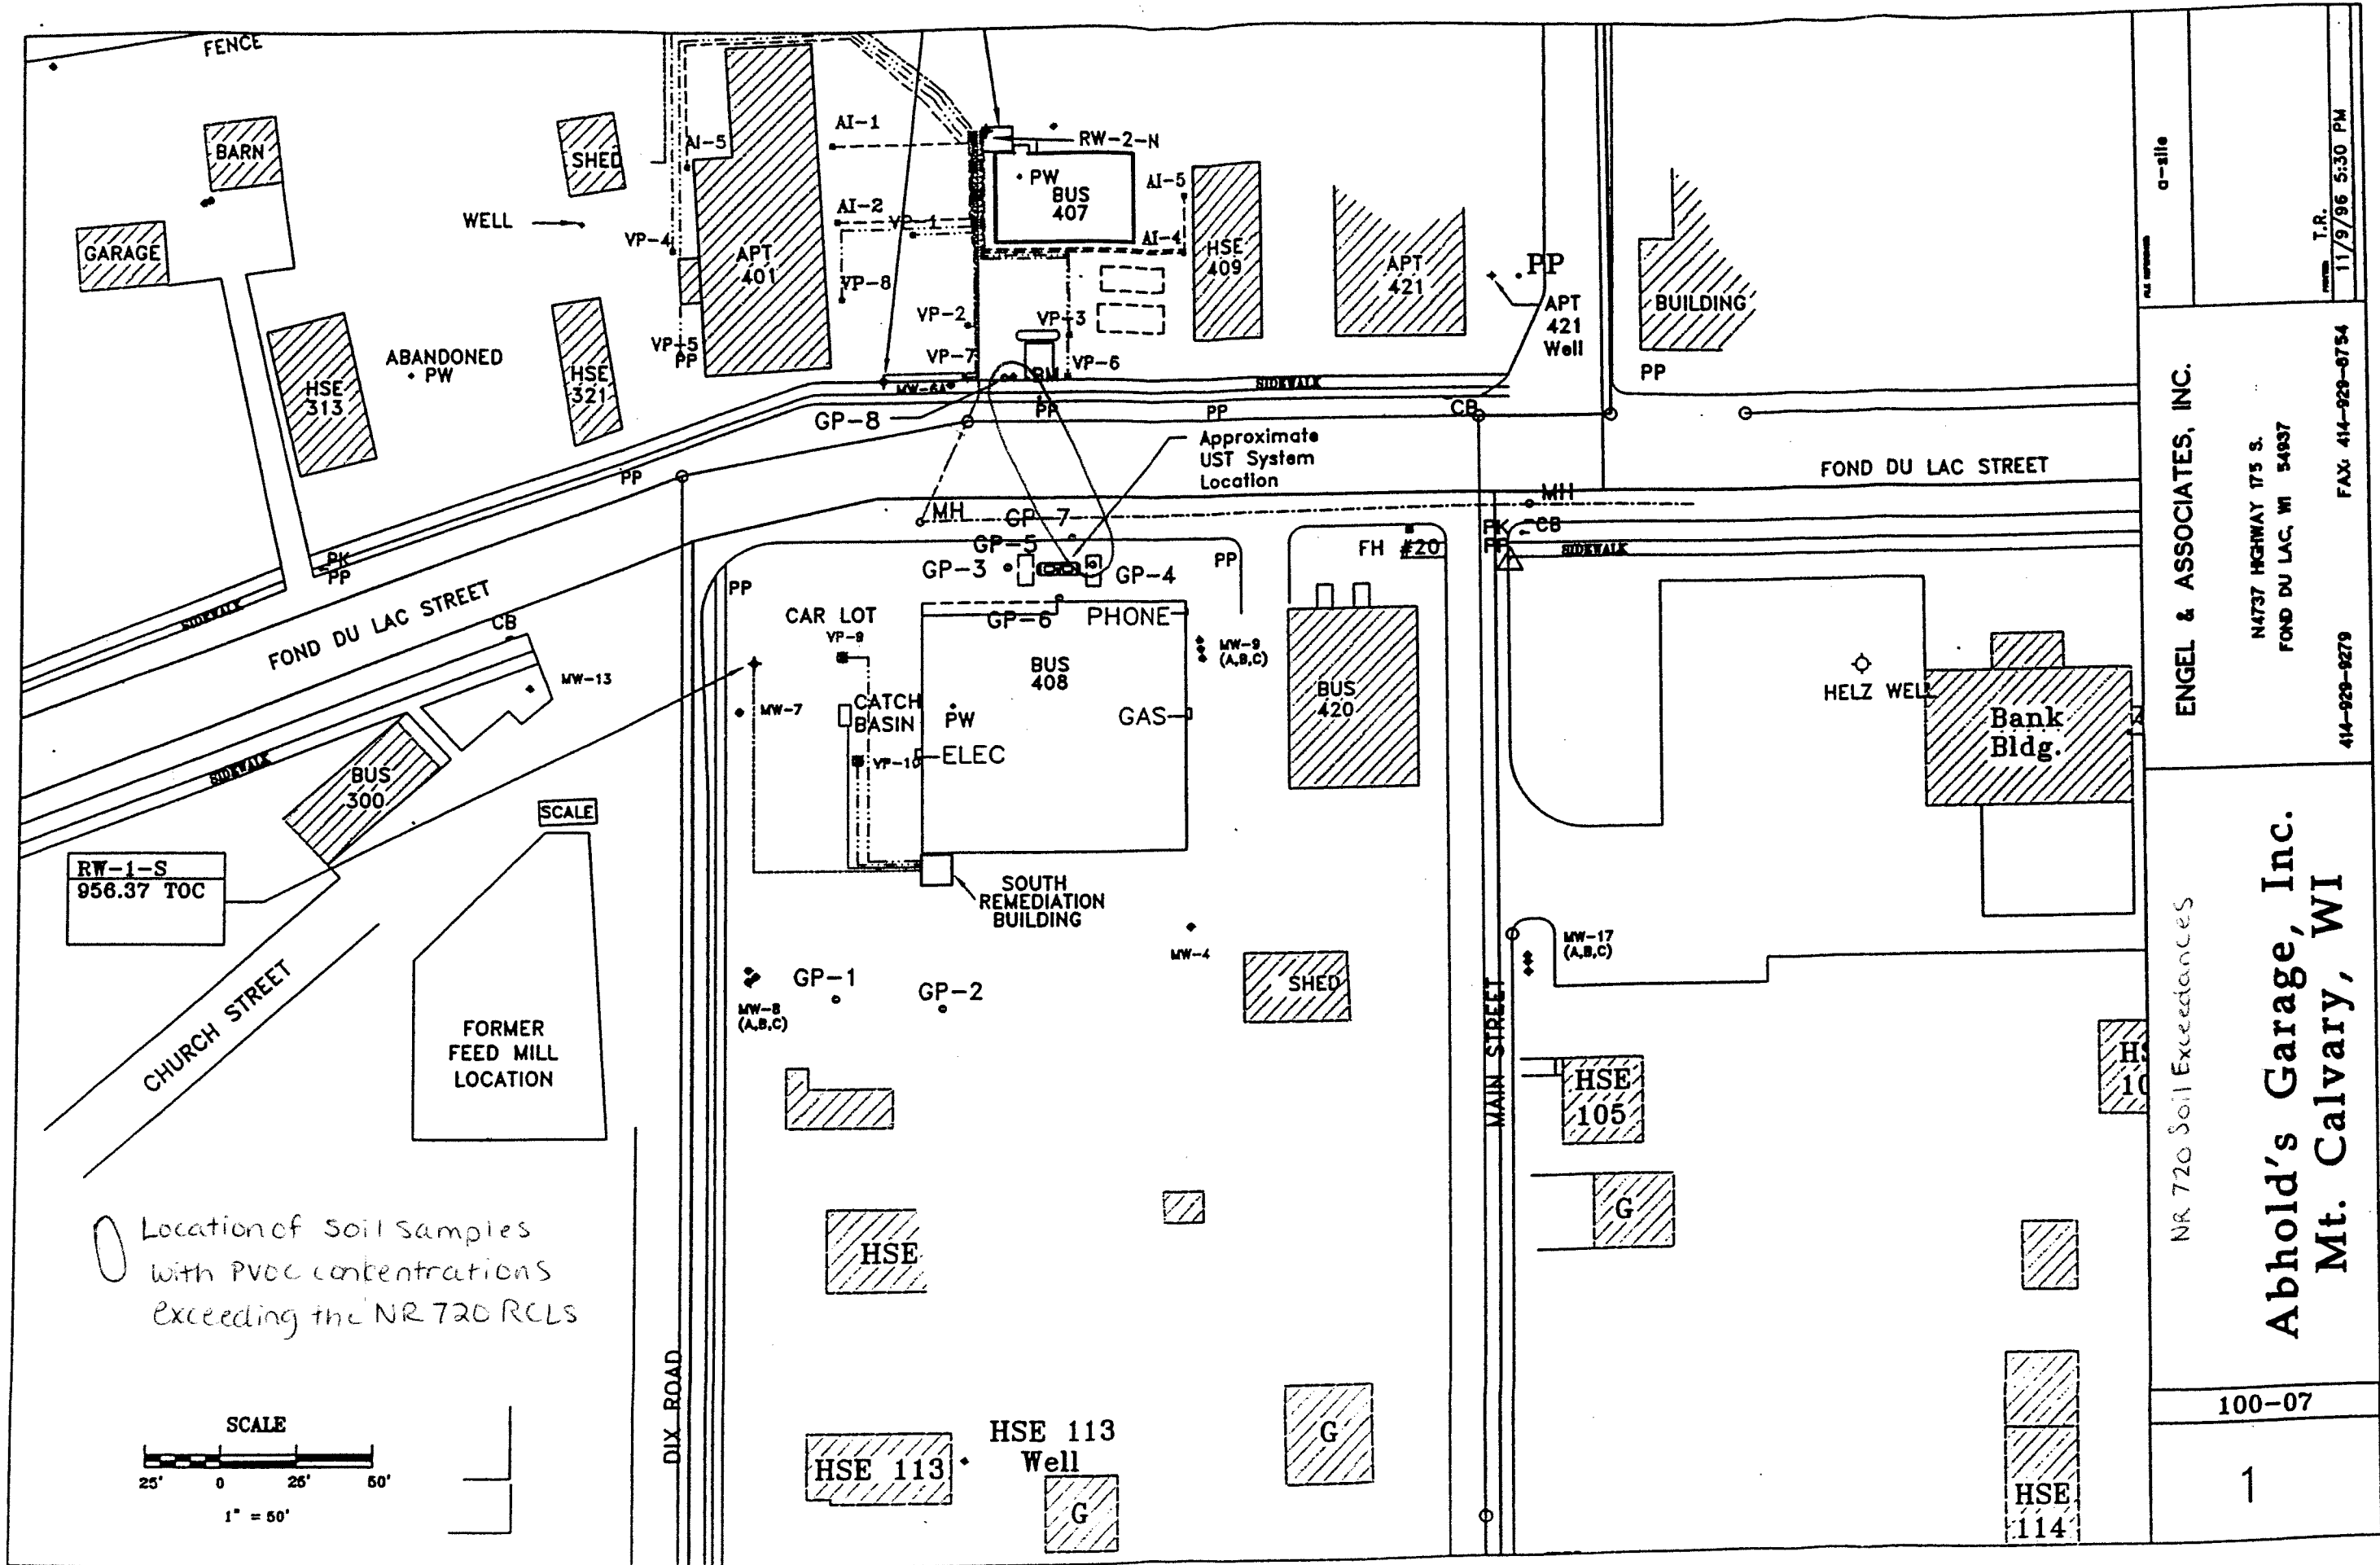 FENCE
BARN
SHED
AI-5
AI-1
RW-2-N
PW
BUS
407
AI-5
AI-2
VP-1
WELL
VP-4
GARAGE
APT
401
AI-4
HSE
409
APT
421
PP
APT
421
Well
BUILDING
VP-8
VP-2
VP-3
VP-5
PP
VP-7
VP-6
ABANDONED
PW
HSE
313
HSE
321
MW-6A
BM
SIDEWALK
PP
GP-8
PP
PP
CB
PP
Approximate
UST System
Location
FOND DU LAC STREET
PP
MH
GP-7
MH
CB
PK
PP
SIDEWALK
GP-5
GP-3
GP-4
PP
FH #20
PK
PP
SIDEWALK
FOND DU LAC STREET
CB
PP
CAR LOT
VP-9
GP-6
PHONE
MW-9
(A,B,C)
BUS
408
BUS
420
HELZ WELL
Bank
Bldg.
MW-13
MW-7
CATCH
BASIN
PW
GAS
ELEC
VP-10
SIDEWALK
BUS
300
SCALE
RW-1-S
956.37 TOC
SOUTH
REMEDIATION
BUILDING
MW-4
MW-17
(A,B,C)
SHED
GP-1
GP-2
MW-8
(A,B,C)
CHURCH STREET
FORMER
FEED MILL
LOCATION
MAIN STREET
HSE
105
G
HSE
Location of Soil Samples
with PVOC concentrations
exceeding the NR 720 RCLs
DIX ROAD
SCALE
25' 0 25' 50'
1" = 50'
HSE 113
HSE 113
Well
G
G
HSE
114
a-site
T.R.
11/9/96 5:30 PM
ENGEL & ASSOCIATES, INC.
N4737 HIGHWAY 175 S.
FOND DU LAC, WI 54937
414-929-9279 FAX: 414-929-8754
NR 720 Soil Exceedances
Abhold's Garage, Inc.
Mt. Calvary, WI
100-07
1